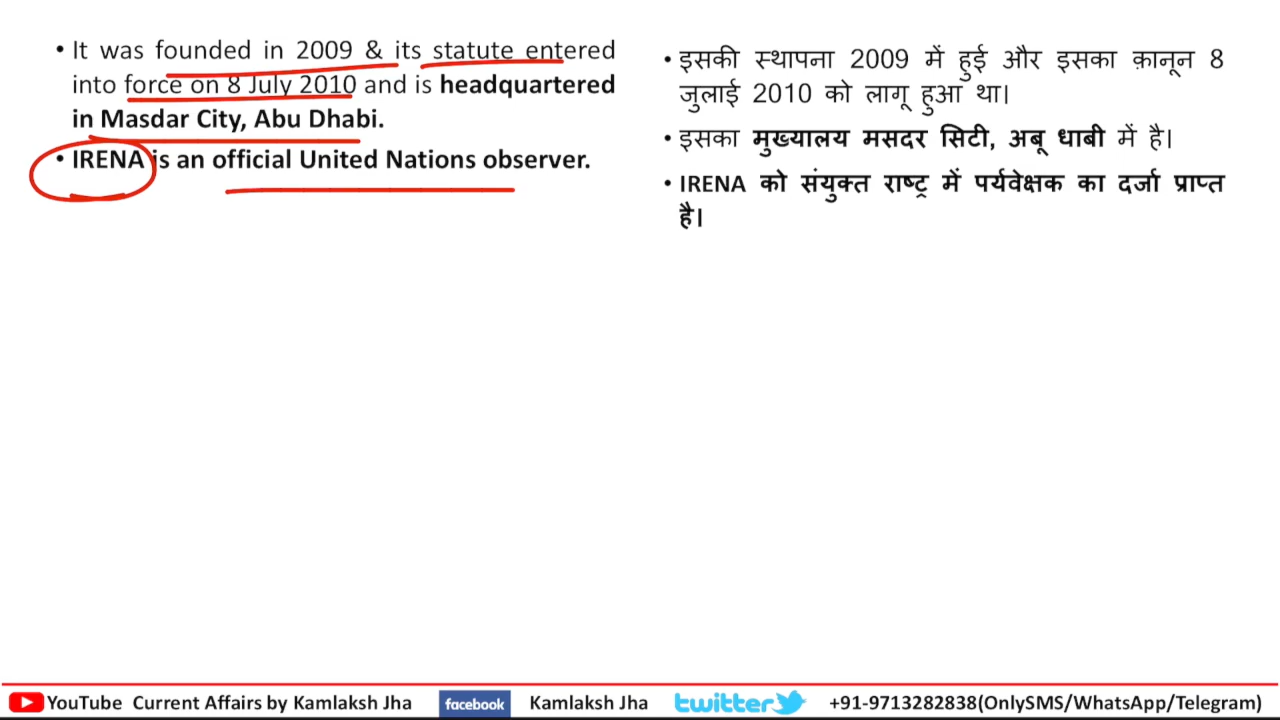 • It was founded in 2009 & its statute entered
into force on 8 July 2010 and is headquartered
in Masdar City, Abu Dhabi.
• IRENA is an official United Nations observer.
• इसकी स्थापना 2009 में हुई और इसका क़ानून 8
जुलाई 2010 को लागू हुआ था।
• इसका मुख्यालय मसदर सिटी, अबू धाबी में है।
• IRENA को संयुक्त राष्ट्र में पर्यवेक्षक का दर्जा प्राप्त
है।
YouTube Current Affairs by Kamlaksh Jha facebook Kamlaksh Jha twitter +91-9713282838(OnlySMS/WhatsApp/Telegram)